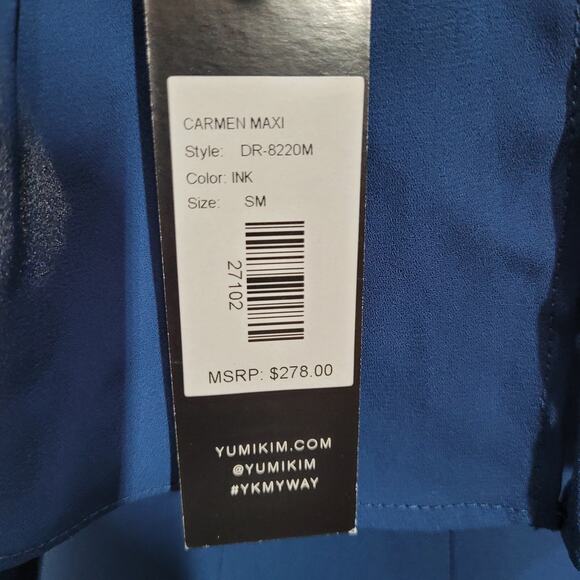 CARMEN MAXI
Style: DR-8220M
Color: INK
Size: SM
27102
MSRP: $278.00
YUMIKIM.COM
@YUMIKIM
#YKMYWAY